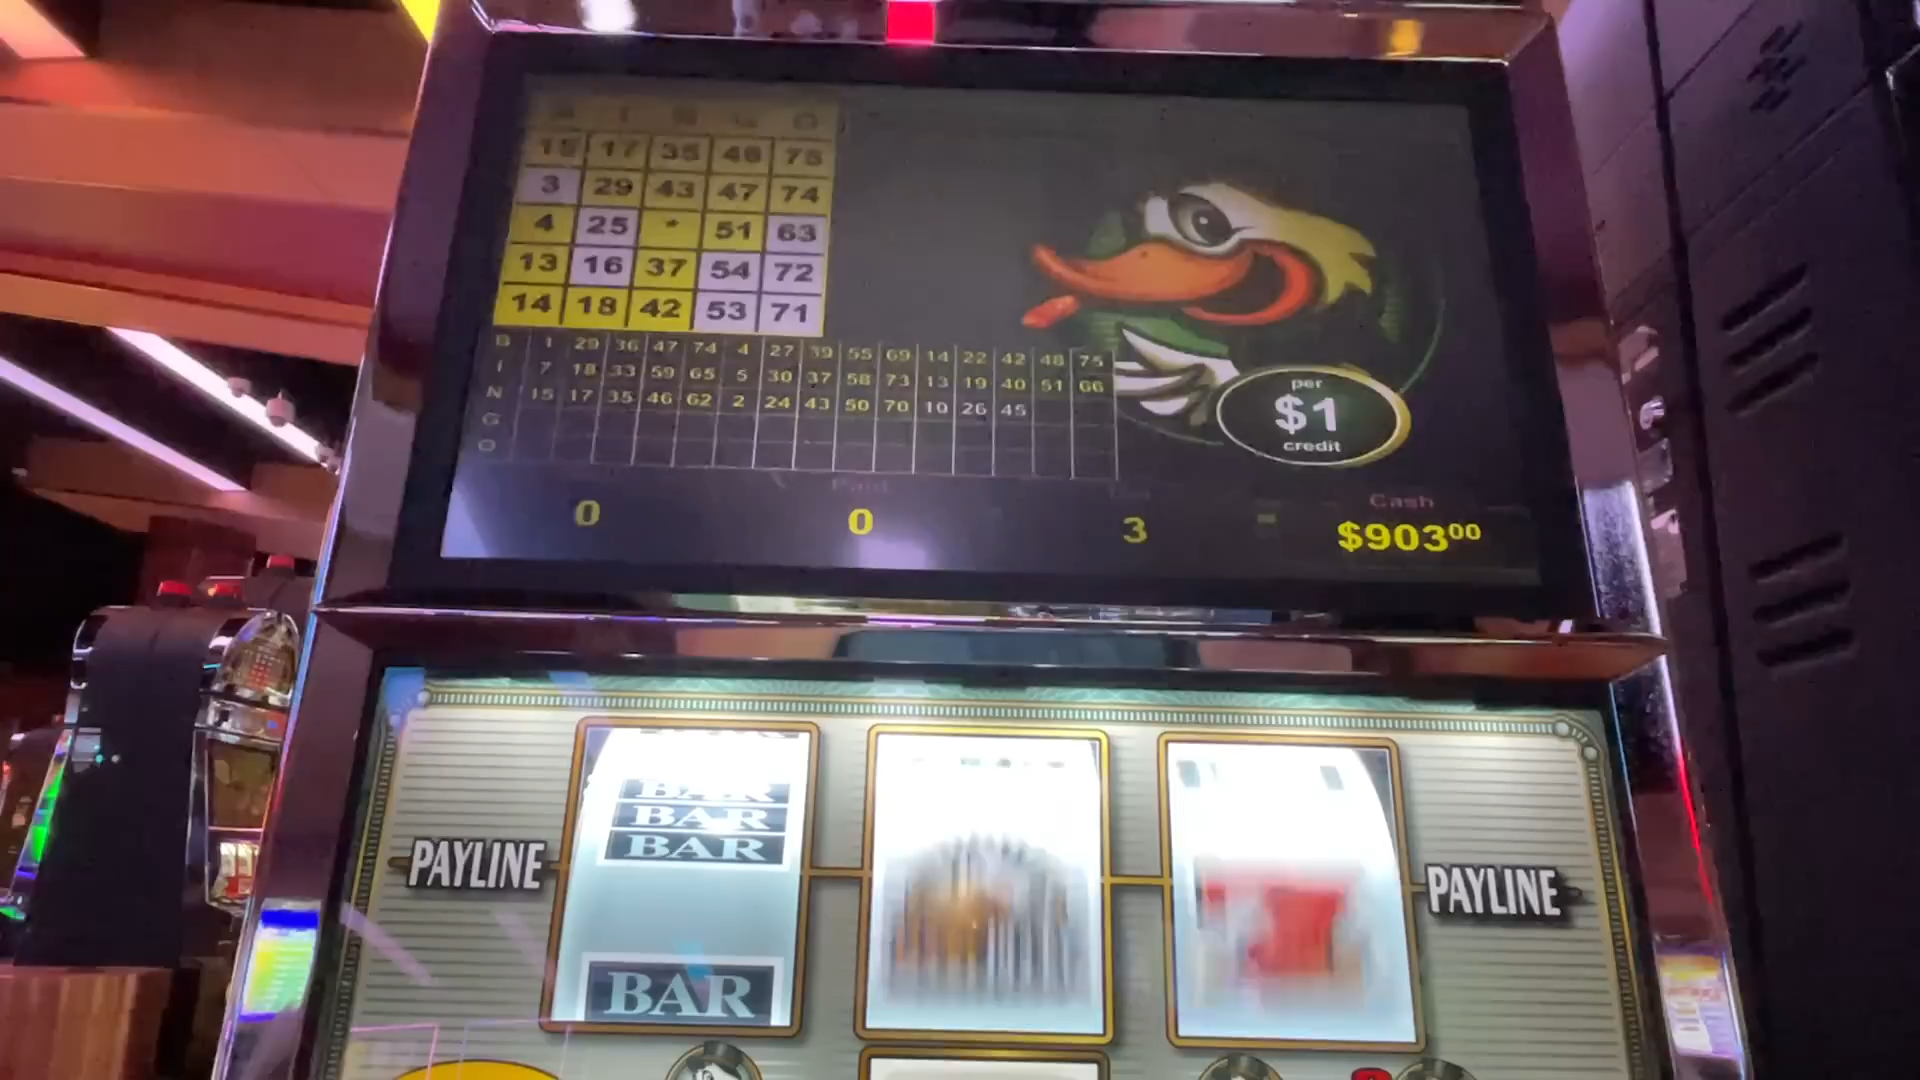 15 17 35 46 75
3 29 43 47 74
4 25 * 51 63
13 16 37 54 72
14 18 42 53 71
B 1 29 36 47 74 4 27 39 55 69 14 22 42 48 75
I 7 18 33 59 65 5 30 37 58 73 13 19 40 51 66
N 15 17 35 46 62 2 24 43 50 70 10 26 45
G
O
per
$1
credit
Paid
Cash
0 0 3 $903⁰⁰
BAR
BAR
BAR
PAYLINE PAYLINE
BAR